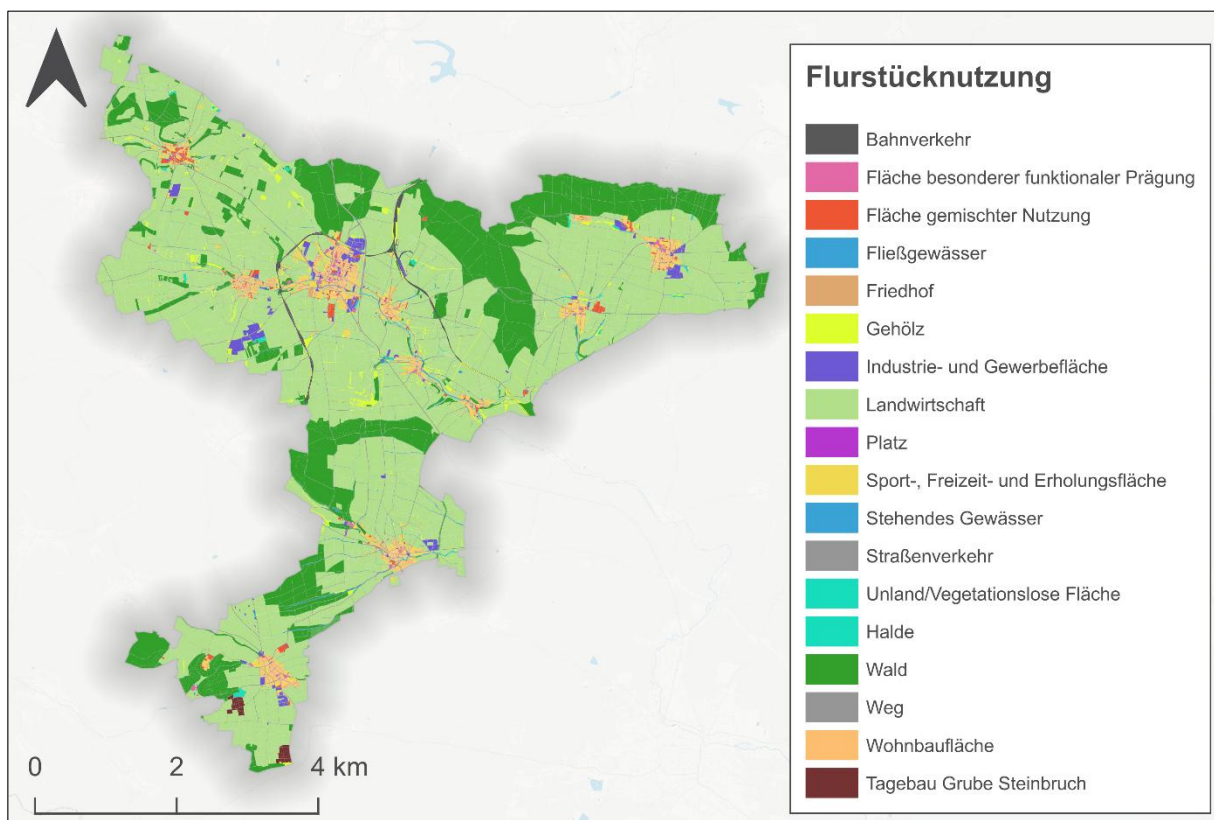 Flurstücknutzung
Bahnverkehr
Fläche besonderer funktionaler Prägung
Fläche gemischter Nutzung
Fließgewässer
Friedhof
Gehölz
Industrie- und Gewerbefläche
Landwirtschaft
Platz
Sport-, Freizeit- und Erholungsfläche
Stehendes Gewässer
Straßenverkehr
Unland/Vegetationslose Fläche
Halde
Wald
Weg
Wohnbaufläche
Tagebau Grube Steinbruch
0 2 4 km